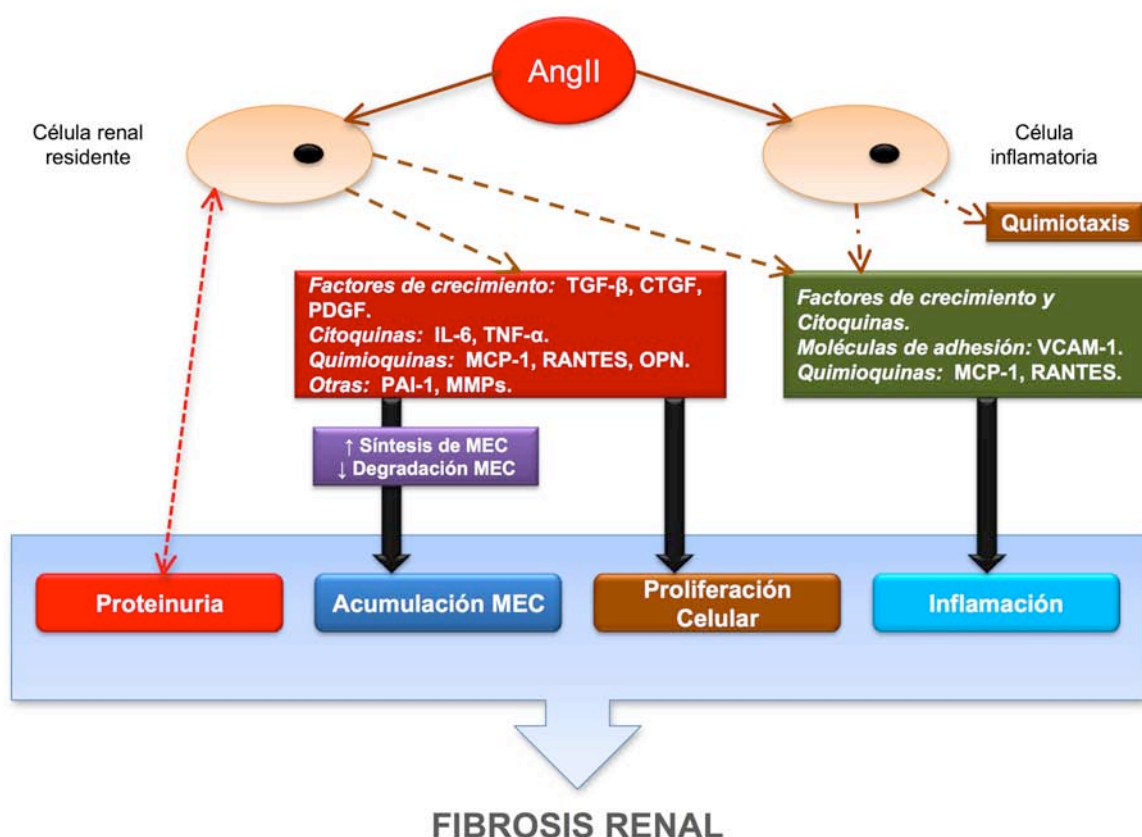 AngII
Célula renal
residente
Célula
inflamatoria
Quimiotaxis
Factores de crecimiento: TGF-β, CTGF,
PDGF.
Citoquinas: IL-6, TNF-α.
Quimioquinas: MCP-1, RANTES, OPN.
Otras: PAI-1, MMPs.
Factores de crecimiento y
Citoquinas.
Moléculas de adhesión: VCAM-1.
Quimioquinas: MCP-1, RANTES.
↑ Síntesis de MEC
↓ Degradación MEC
Proteinuria
Acumulación MEC
Proliferación
Celular
Inflamación
FIBROSIS RENAL